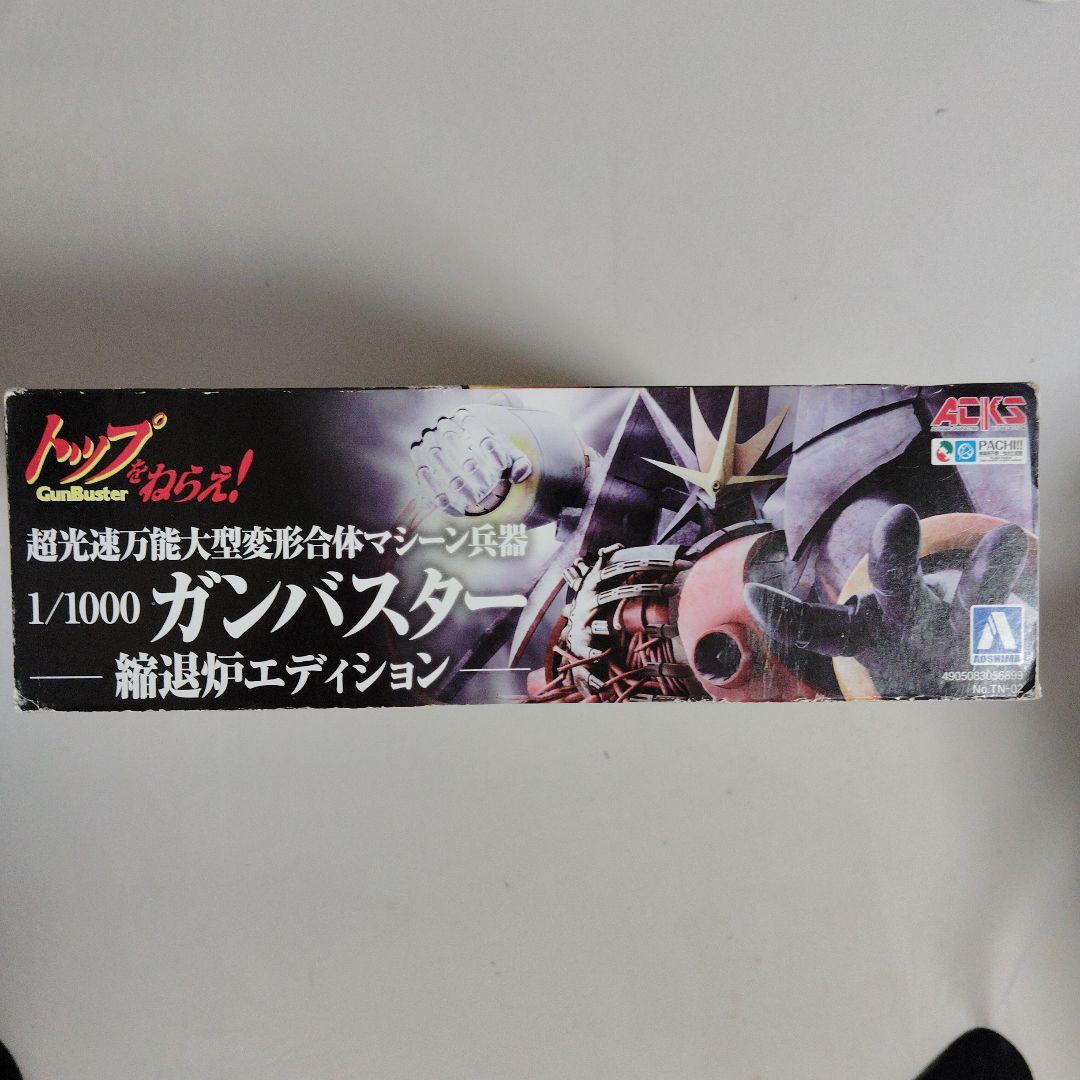 トップをねらえ!
GunBuster
超光速万能大型変形合体マシーン兵器
1/1000 ガンバスター
縮退炉エディション
ACKS
PACHI!!!
AOSHIMA
4905083056899
No.TN-02